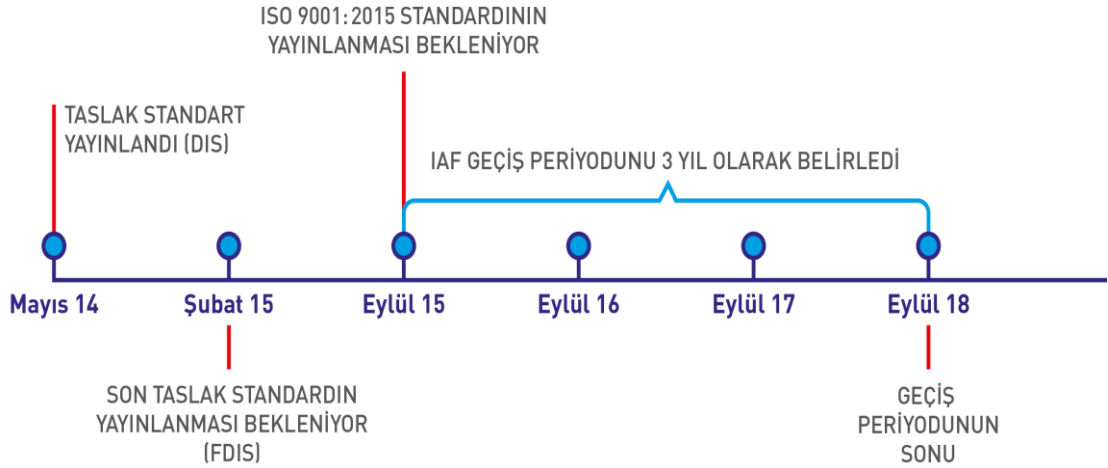 ISO 9001:2015 STANDARDININ
YAYINLANMASI BEKLENİYOR
TASLAK STANDART
YAYINLANDI (DIS)
IAF GEÇİŞ PERİYODUNU 3 YIL OLARAK BELİRLEDİ
Mayıs 14
Şubat 15
Eylül 15
Eylül 16
Eylül 17
Eylül 18
SON TASLAK STANDARDIN
YAYINLANMASI BEKLENİYOR
(FDIS)
GEÇİŞ
PERİYODUNUN
SONU